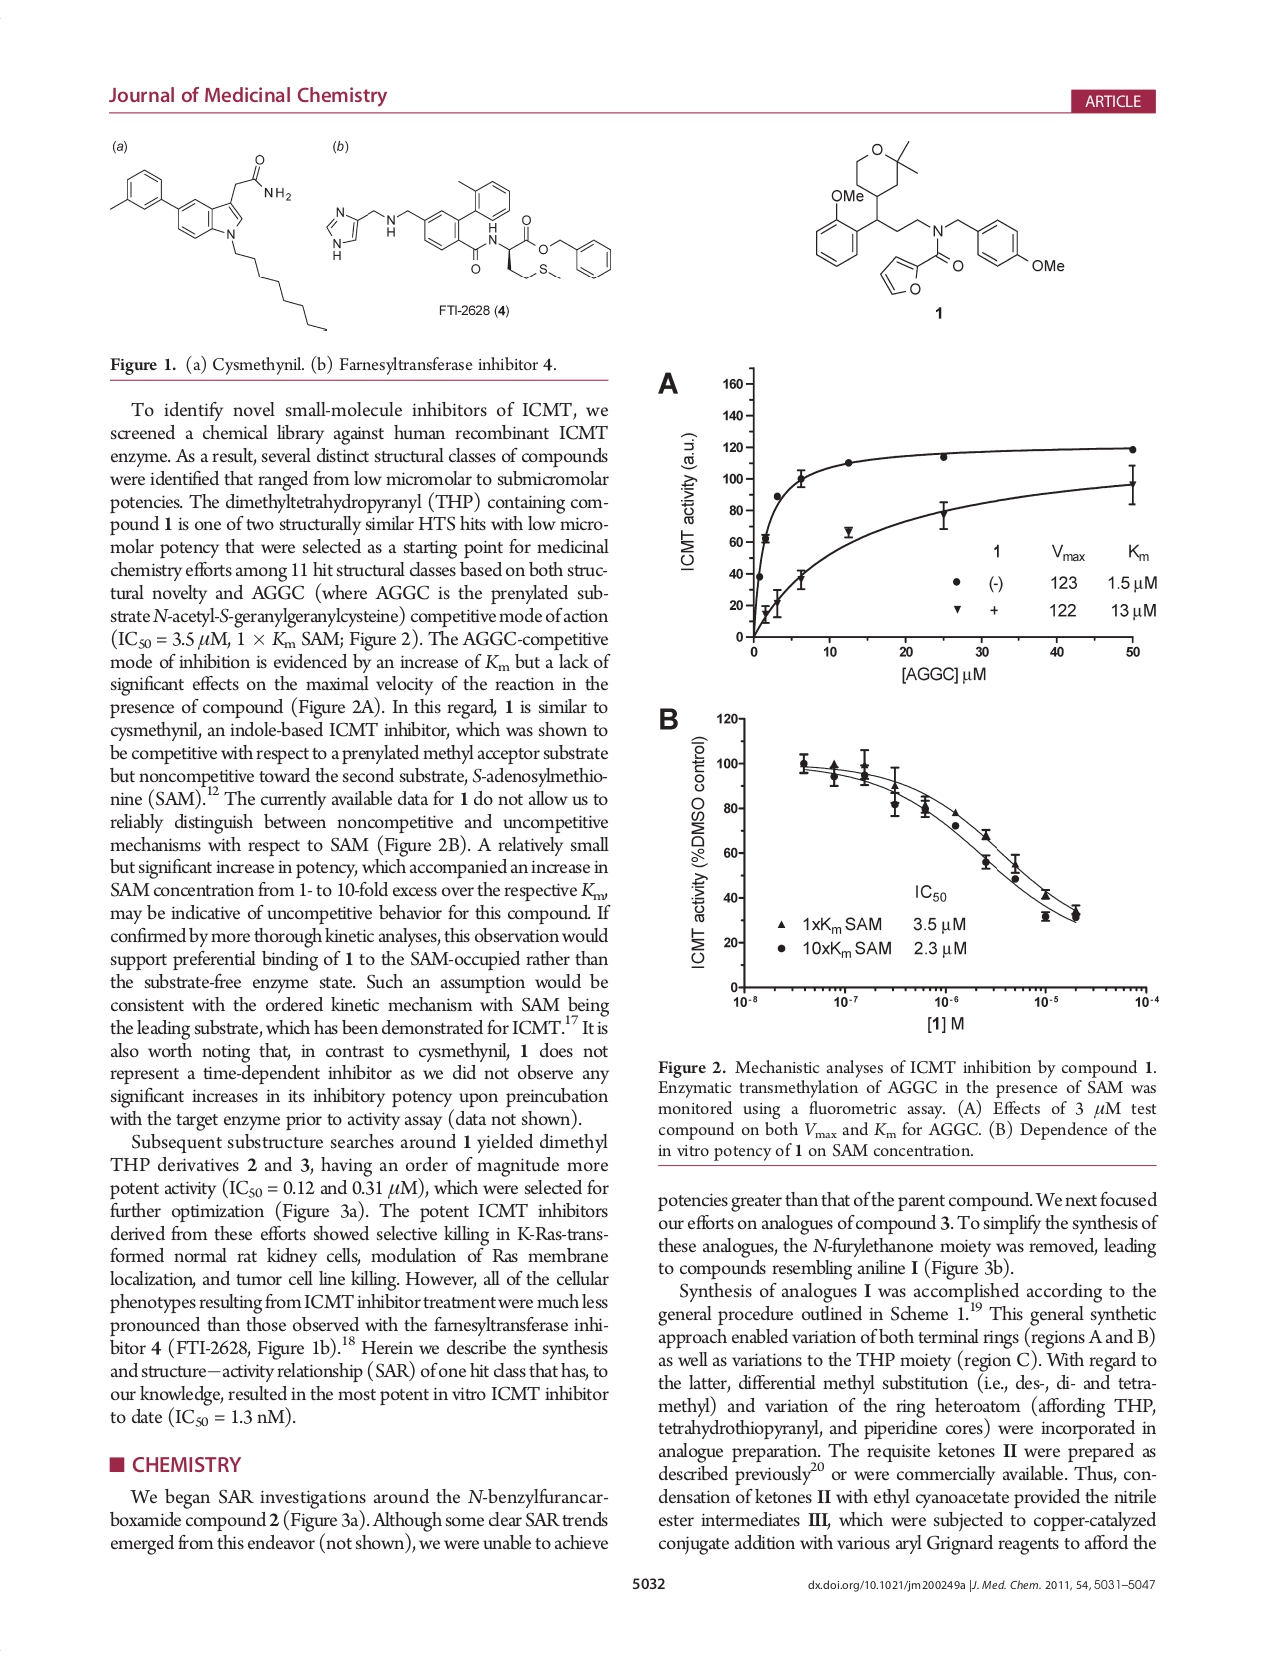 Journal of Medicinal Chemistry
ARTICLE
(a)
(b)
O
NH2
N
N
N
H
N
H
O
H
N
O
O
S
FTI-2628 (4)
O
OMe
N
O
O
OMe
1
Figure 1. (a) Cysmethynil. (b) Farnesyltransferase inhibitor 4.
To identify novel small-molecule inhibitors of ICMT, we
screened a chemical library against human recombinant ICMT
enzyme. As a result, several distinct structural classes of compounds
were identified that ranged from low micromolar to submicromolar
potencies. The dimethyltetrahydropyranyl (THP) containing com-
pound 1 is one of two structurally similar HTS hits with low micro-
molar potency that were selected as a starting point for medicinal
chemistry efforts among 11 hit structural classes based on both struc-
tural novelty and AGGC (where AGGC is the prenylated sub-
strate N-acetyl-S-geranylgeranylcysteine) competitive mode of action
(IC50 = 3.5 μM, 1 × Km SAM; Figure 2). The AGGC-competitive
mode of inhibition is evidenced by an increase of Km but a lack of
significant effects on the maximal velocity of the reaction in the
presence of compound (Figure 2A). In this regard, 1 is similar to
cysmethynil, an indole-based ICMT inhibitor, which was shown to
be competitive with respect to a prenylated methyl acceptor substrate
but noncompetitive toward the second substrate, S-adenosylmethio-
nine (SAM).12 The currently available data for 1 do not allow us to
reliably distinguish between noncompetitive and uncompetitive
mechanisms with respect to SAM (Figure 2B). A relatively small
but significant increase in potency, which accompanied an increase in
SAM concentration from 1- to 10-fold excess over the respective Km,
may be indicative of uncompetitive behavior for this compound. If
confirmed by more thorough kinetic analyses, this observation would
support preferential binding of 1 to the SAM-occupied rather than
the substrate-free enzyme state. Such an assumption would be
consistent with the ordered kinetic mechanism with SAM being
the leading substrate, which has been demonstrated for ICMT.17 It is
also worth noting that, in contrast to cysmethynil, 1 does not
represent a time-dependent inhibitor as we did not observe any
significant increases in its inhibitory potency upon preincubation
with the target enzyme prior to activity assay (data not shown).
Subsequent substructure searches around 1 yielded dimethyl
THP derivatives 2 and 3, having an order of magnitude more
potent activity (IC50 = 0.12 and 0.31 μM), which were selected for
further optimization (Figure 3a). The potent ICMT inhibitors
derived from these efforts showed selective killing in K-Ras-trans-
formed normal rat kidney cells, modulation of Ras membrane
localization, and tumor cell line killing. However, all of the cellular
phenotypes resulting from ICMT inhibitor treatment were much less
pronounced than those observed with the farnesyltransferase inhi-
bitor 4 (FTI-2628, Figure 1b).18 Herein we describe the synthesis
and structure−activity relationship (SAR) of one hit class that has, to
our knowledge, resulted in the most potent in vitro ICMT inhibitor
to date (IC50 = 1.3 nM).
■ CHEMISTRY
We began SAR investigations around the N-benzylfurancar-
boxamide compound 2 (Figure 3a). Although some clear SAR trends
emerged from this endeavor (not shown), we were unable to achieve
A
ICMT activity (a.u.)
160
140
120
100
80
60
40
20
0
0 10 20 30 40 50
[AGGC] μM
1 Vmax Km
● (-) 123 1.5 μM
▼ + 122 13 μM
B
ICMT activity (%DMSO control)
120
100
80
60
40
20
0
10-8 10-7 10-6 10-5 10-4
[1] M
IC50
▲ 1xKm SAM 3.5 μM
● 10xKm SAM 2.3 μM
Figure 2. Mechanistic analyses of ICMT inhibition by compound 1.
Enzymatic transmethylation of AGGC in the presence of SAM was
monitored using a fluorometric assay. (A) Effects of 3 μM test
compound on both Vmax and Km for AGGC. (B) Dependence of the
in vitro potency of 1 on SAM concentration.
potencies greater than that of the parent compound. We next focused
our efforts on analogues of compound 3. To simplify the synthesis of
these analogues, the N-furylethanone moiety was removed, leading
to compounds resembling aniline I (Figure 3b).
Synthesis of analogues I was accomplished according to the
general procedure outlined in Scheme 1.19 This general synthetic
approach enabled variation of both terminal rings (regions A and B)
as well as variations to the THP moiety (region C). With regard to
the latter, differential methyl substitution (i.e., des-, di- and tetra-
methyl) and variation of the ring heteroatom (affording THP,
tetrahydrothiopyranyl, and piperidine cores) were incorporated in
analogue preparation. The requisite ketones II were prepared as
described previously20 or were commercially available. Thus, con-
densation of ketones II with ethyl cyanoacetate provided the nitrile
ester intermediates III, which were subjected to copper-catalyzed
conjugate addition with various aryl Grignard reagents to afford the
5032
dx.doi.org/10.1021/jm200249a |J. Med. Chem. 2011, 54, 5031–5047